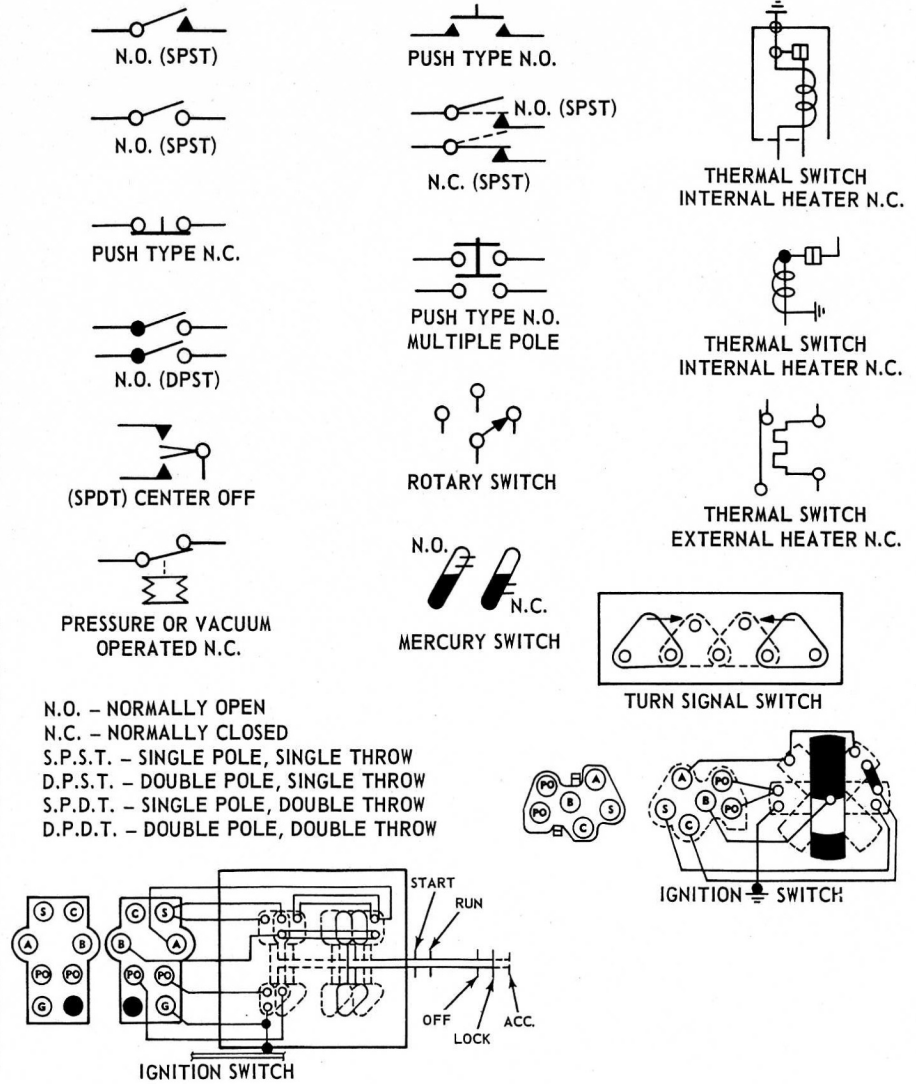 N.O. (SPST)
PUSH TYPE N.O.
N.O. (SPST)
N.O. (SPST)
N.C. (SPST)
THERMAL SWITCH
INTERNAL HEATER N.C.
PUSH TYPE N.C.
PUSH TYPE N.O.
MULTIPLE POLE
THERMAL SWITCH
INTERNAL HEATER N.C.
N.O. (DPST)
(SPDT) CENTER OFF
ROTARY SWITCH
THERMAL SWITCH
EXTERNAL HEATER N.C.
PRESSURE OR VACUUM
OPERATED N.C.
N.O.
N.C.
MERCURY SWITCH
TURN SIGNAL SWITCH
N.O. – NORMALLY OPEN
N.C. – NORMALLY CLOSED
S.P.S.T. – SINGLE POLE, SINGLE THROW
D.P.S.T. – DOUBLE POLE, SINGLE THROW
S.P.D.T. – SINGLE POLE, DOUBLE THROW
D.P.D.T. – DOUBLE POLE, DOUBLE THROW
PO A
PO B S
C
A PO
S B PO
C
IGNITION SWITCH
S C
A B
PO PO
G
C S
B A
PO PO
G
START
RUN
OFF
LOCK
ACC.
IGNITION SWITCH